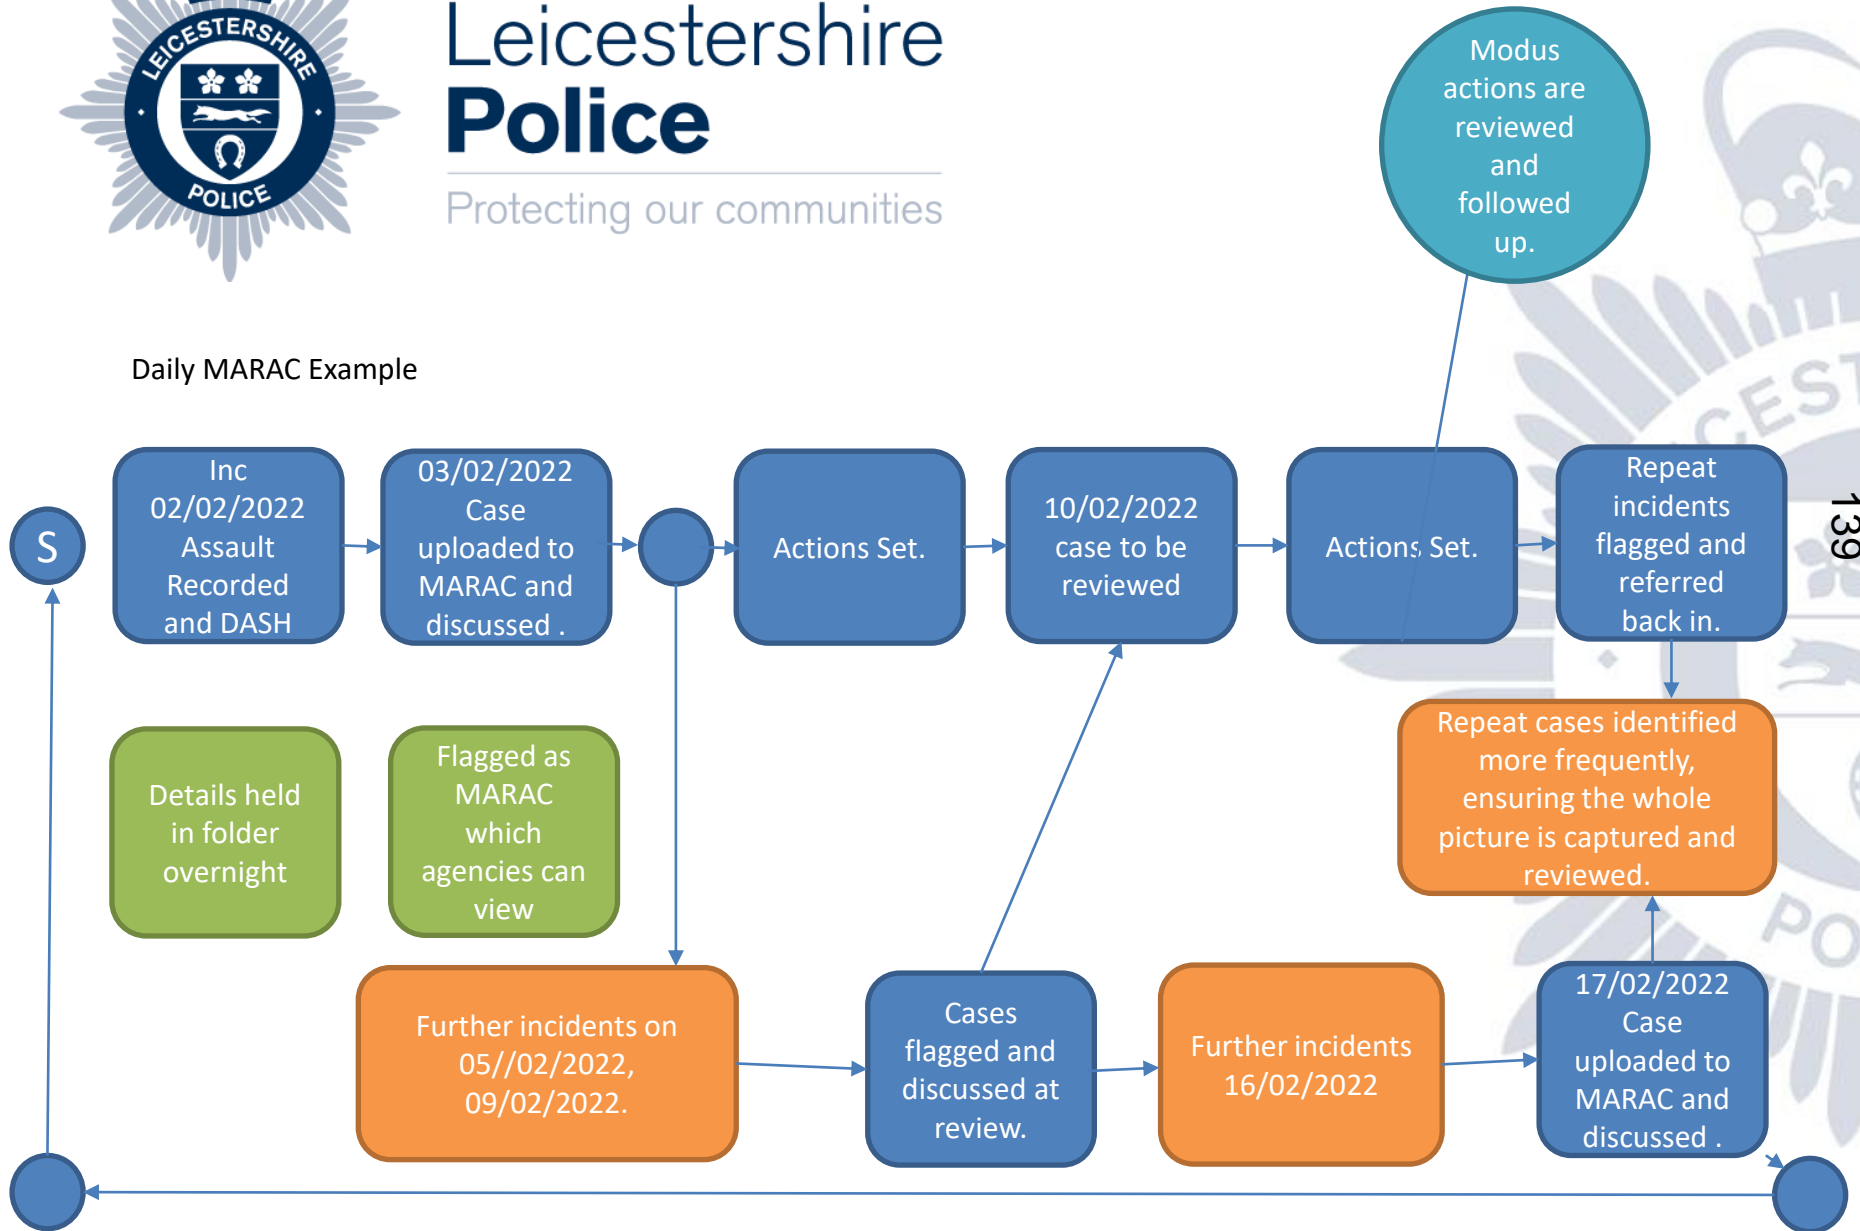 LEICESTERSHIRE
POLICE
Leicestershire
Police
Protecting our communities
Modus
actions are
reviewed
and
followed
up.
Daily MARAC Example
S
Inc
02/02/2022
Assault
Recorded
and DASH
03/02/2022
Case
uploaded to
MARAC and
discussed .
Actions Set.
10/02/2022
case to be
reviewed
Actions Set.
Repeat
incidents
flagged and
referred
back in.
139
Details held
in folder
overnight
Flagged as
MARAC
which
agencies can
view
Repeat cases identified
more frequently,
ensuring the whole
picture is captured and
reviewed.
Further incidents on
05//02/2022,
09/02/2022.
Cases
flagged and
discussed at
review.
Further incidents
16/02/2022
17/02/2022
Case
uploaded to
MARAC and
discussed .
CEST
PO